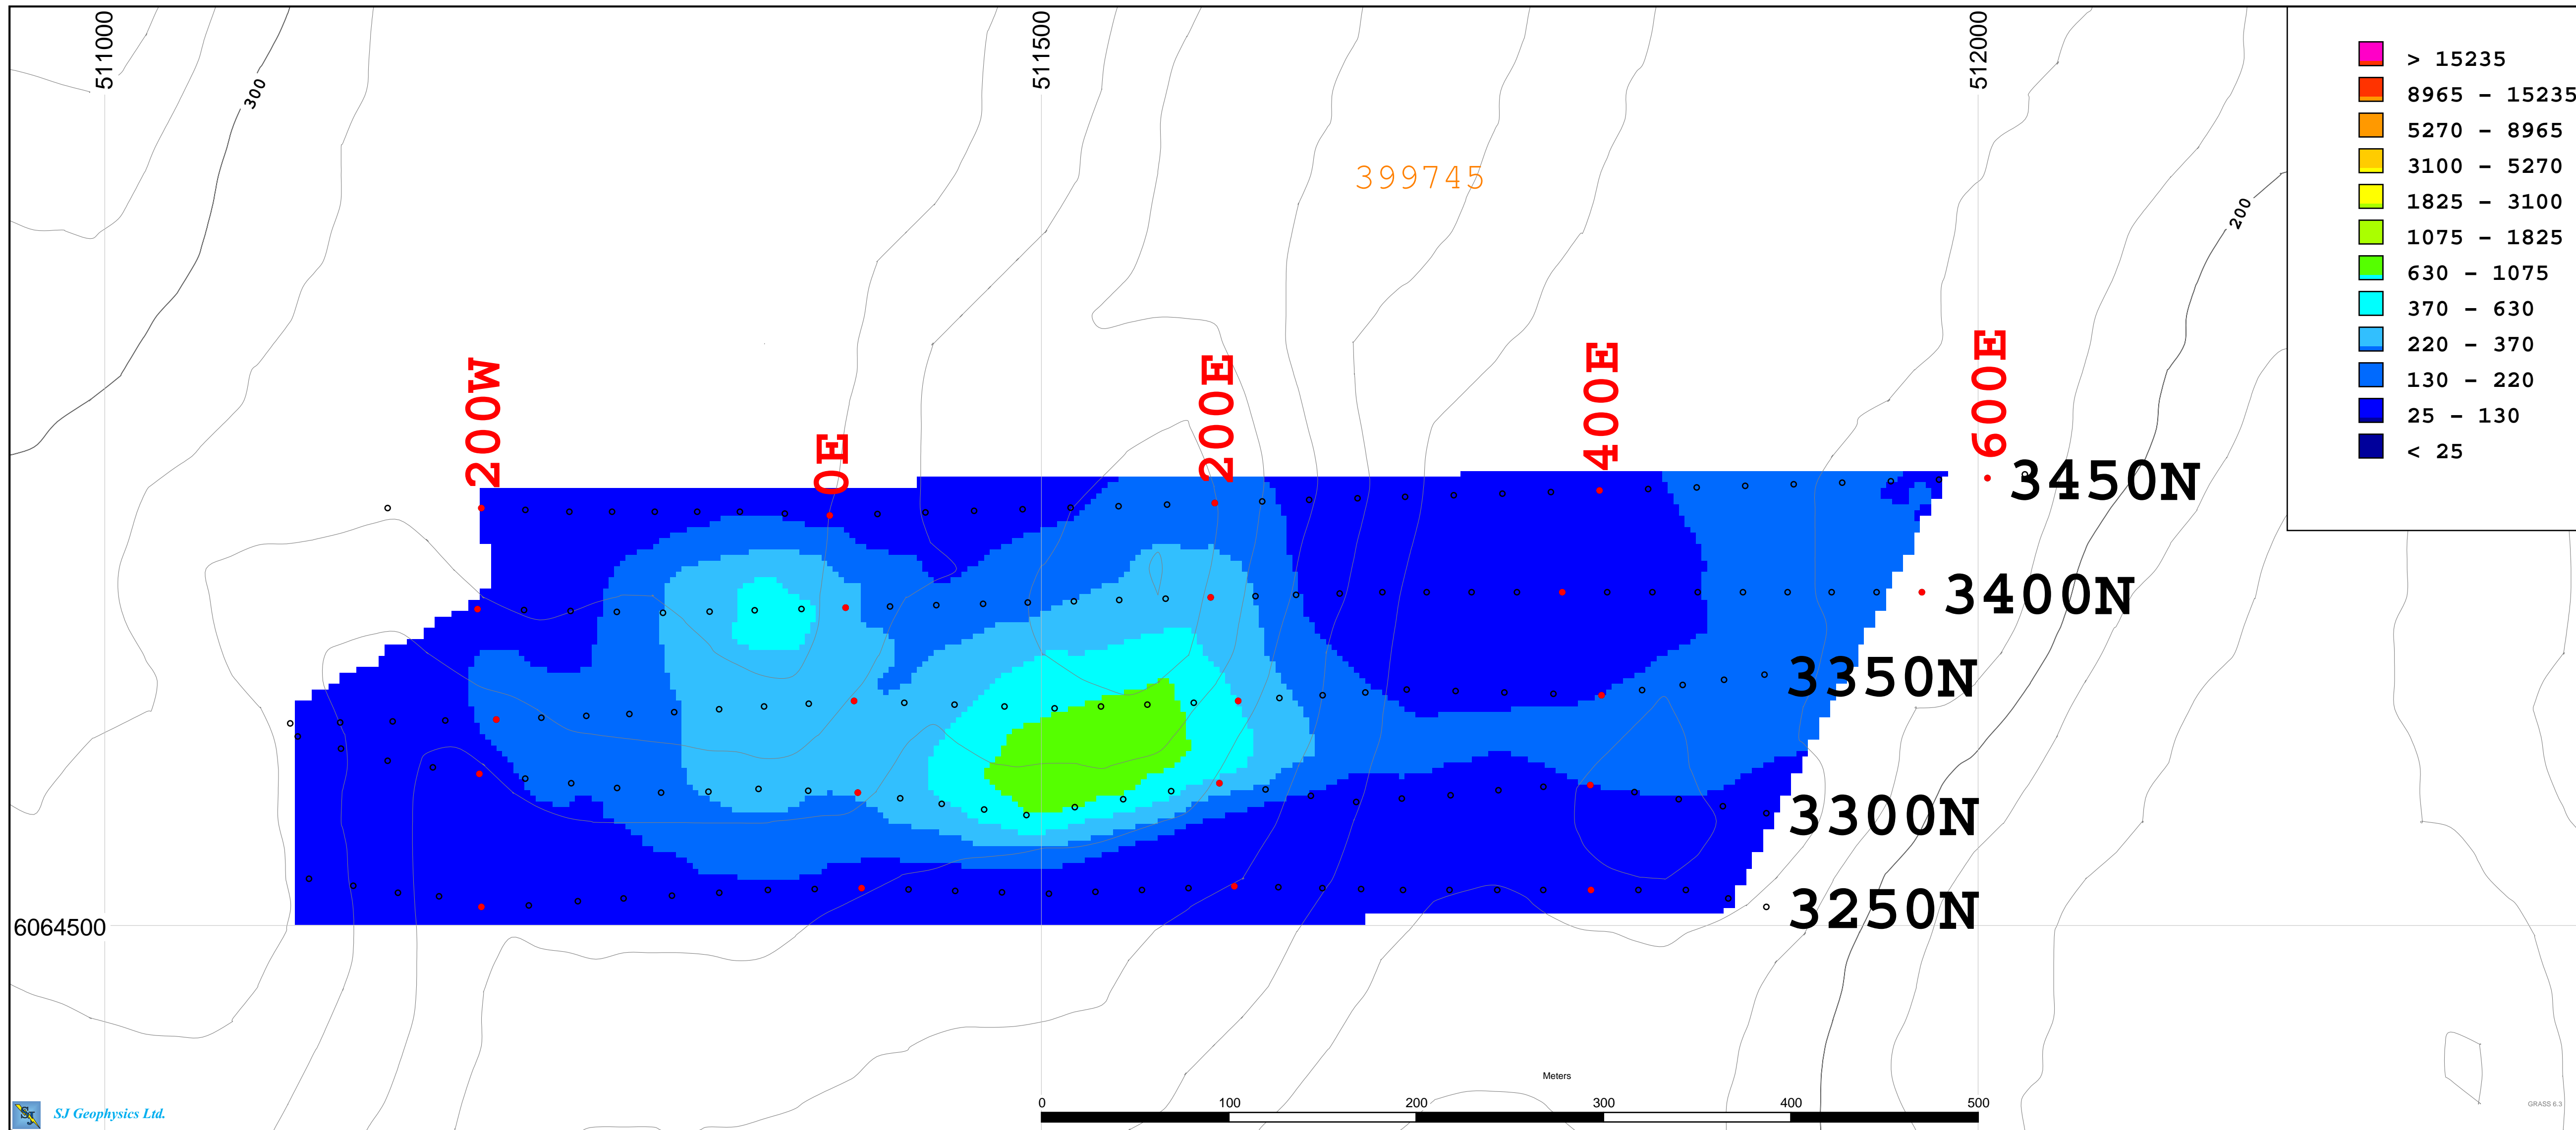 511000
511500
512000
300
200
399745
> 15235
8965 – 15235
5270 – 8965
3100 – 5270
1825 – 3100
1075 – 1825
630 – 1075
370 – 630
220 – 370
130 – 220
25 – 130
< 25
200W
0E
200E
400E
600E
3450N
3400N
3350N
3300N
3250N
6064500
Meters
0 100 200 300 400 500
SJ
SJ Geophysics Ltd.
GRASS 6.3